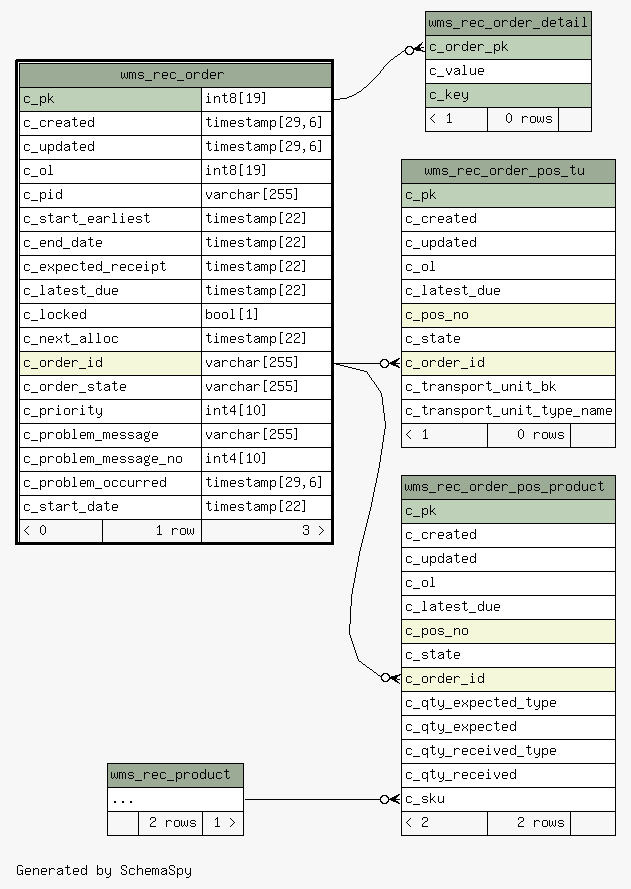 wms_rec_order_detail
c_order_pk
c_value
c_key
< 1 0 rows
wms_rec_order
c_pk int8[19]
c_created timestamp[29,6]
c_updated timestamp[29,6]
c_ol int8[19]
c_pid varchar[255]
c_start_earliest timestamp[22]
c_end_date timestamp[22]
c_expected_receipt timestamp[22]
c_latest_due timestamp[22]
c_locked bool[1]
c_next_alloc timestamp[22]
c_order_id varchar[255]
c_order_state varchar[255]
c_priority int4[10]
c_problem_message varchar[255]
c_problem_message_no int4[10]
c_problem_occurred timestamp[29,6]
c_start_date timestamp[22]
< 0 1 row 3 >
wms_rec_order_pos_tu
c_pk
c_created
c_updated
c_ol
c_latest_due
c_pos_no
c_state
c_order_id
c_transport_unit_bk
c_transport_unit_type_name
< 1 0 rows
wms_rec_order_pos_product
c_pk
c_created
c_updated
c_ol
c_latest_due
c_pos_no
c_state
c_order_id
c_qty_expected_type
c_qty_expected
c_qty_received_type
c_qty_received
c_sku
< 2 2 rows
wms_rec_product
...
2 rows 1 >
Generated by SchemaSpy